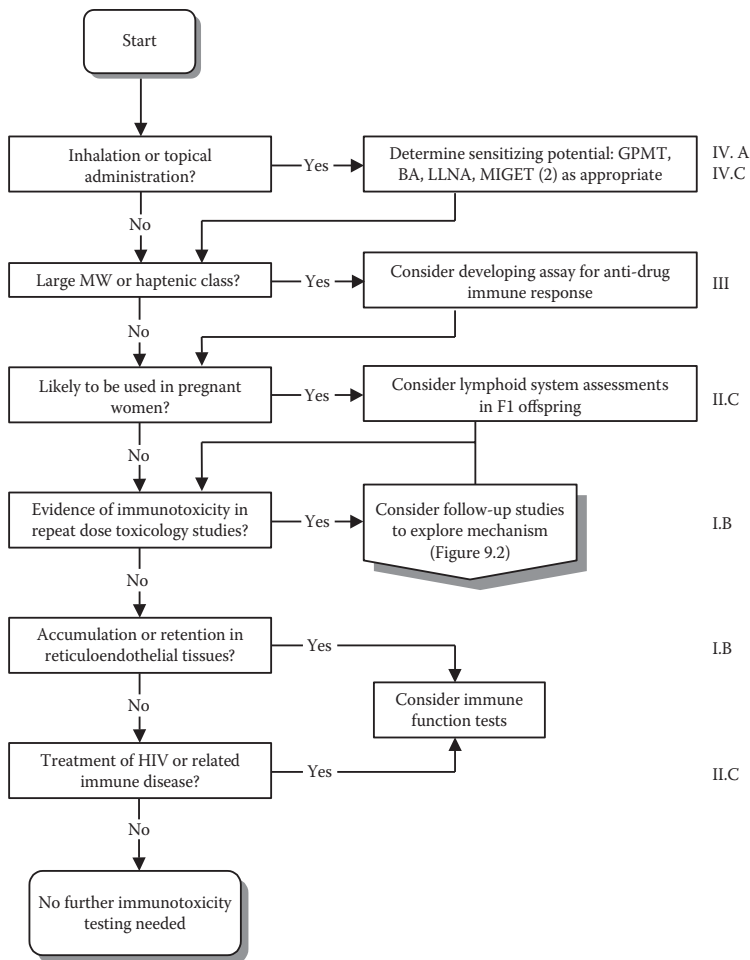 Start
Inhalation or topical
administration?
Yes
Determine sensitizing potential: GPMT,
BA, LLNA, MIGET (2) as appropriate
IV. A
IV.C
No
Large MW or haptenic class?
Yes
Consider developing assay for anti-drug
immune response
III
No
Likely to be used in pregnant
women?
Yes
Consider lymphoid system assessments
in F1 offspring
II.C
No
Evidence of immunotoxicity in
repeat dose toxicology studies?
Yes
Consider follow-up studies
to explore mechanism
(Figure 9.2)
I.B
No
Accumulation or retention in
reticuloendothelial tissues?
Yes
I.B
Consider immune
function tests
No
Treatment of HIV or related
immune disease?
Yes
II.C
No
No further immunotoxicity
testing needed